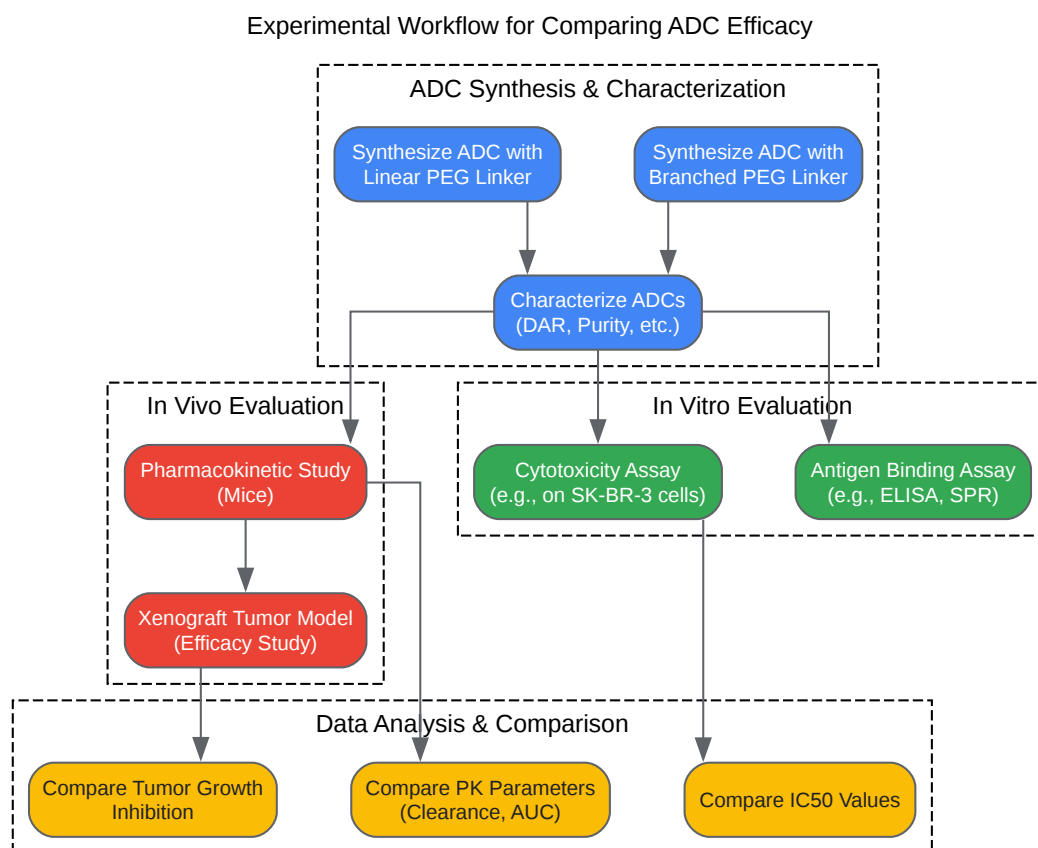 Experimental Workflow for Comparing ADC Efficacy
ADC Synthesis & Characterization
Synthesize ADC with
Linear PEG Linker
Synthesize ADC with
Branched PEG Linker
Characterize ADCs
(DAR, Purity, etc.)
In Vivo Evaluation
In Vitro Evaluation
Pharmacokinetic Study
(Mice)
Cytotoxicity Assay
(e.g., on SK-BR-3 cells)
Antigen Binding Assay
(e.g., ELISA, SPR)
Xenograft Tumor Model
(Efficacy Study)
Data Analysis & Comparison
Compare Tumor Growth
Inhibition
Compare PK Parameters
(Clearance, AUC)
Compare IC50 Values